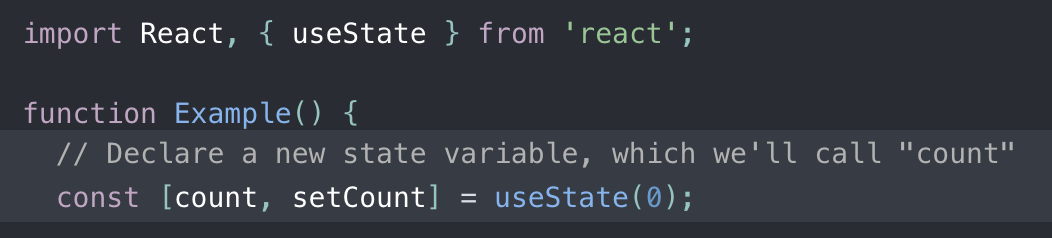 import React, { useState } from 'react';
function Example() {
// Declare a new state variable, which we'll call "count"
const [count, setCount] = useState(0);